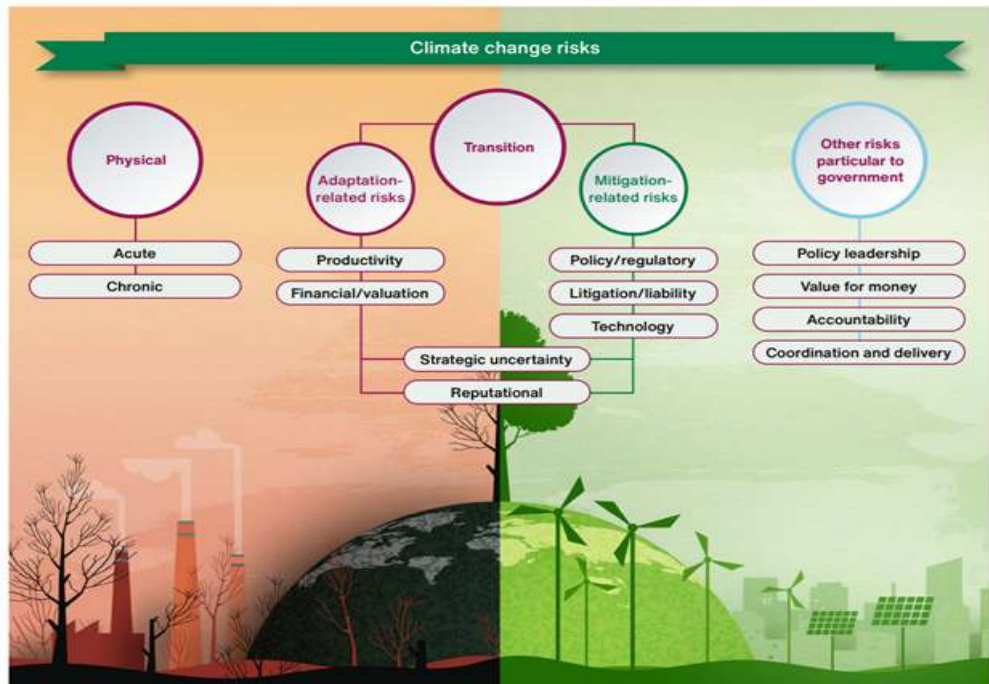 Climate change risks
Physical
Acute
Chronic
Transition
Adaptation-
related risks
Productivity
Financial/valuation
Mitigation-
related risks
Policy/regulatory
Litigation/liability
Technology
Strategic uncertainty
Reputational
Other risks
particular to
government
Policy leadership
Value for money
Accountability
Coordination and delivery